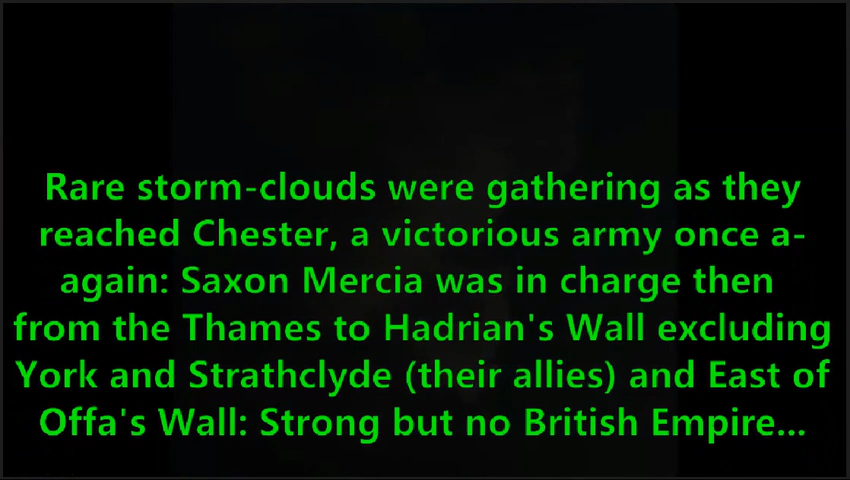 Rare storm-clouds were gathering as they
reached Chester, a victorious army once a-
again: Saxon Mercia was in charge then
from the Thames to Hadrian's Wall excluding
York and Strathclyde (their allies) and East of
Offa's Wall: Strong but no British Empire...